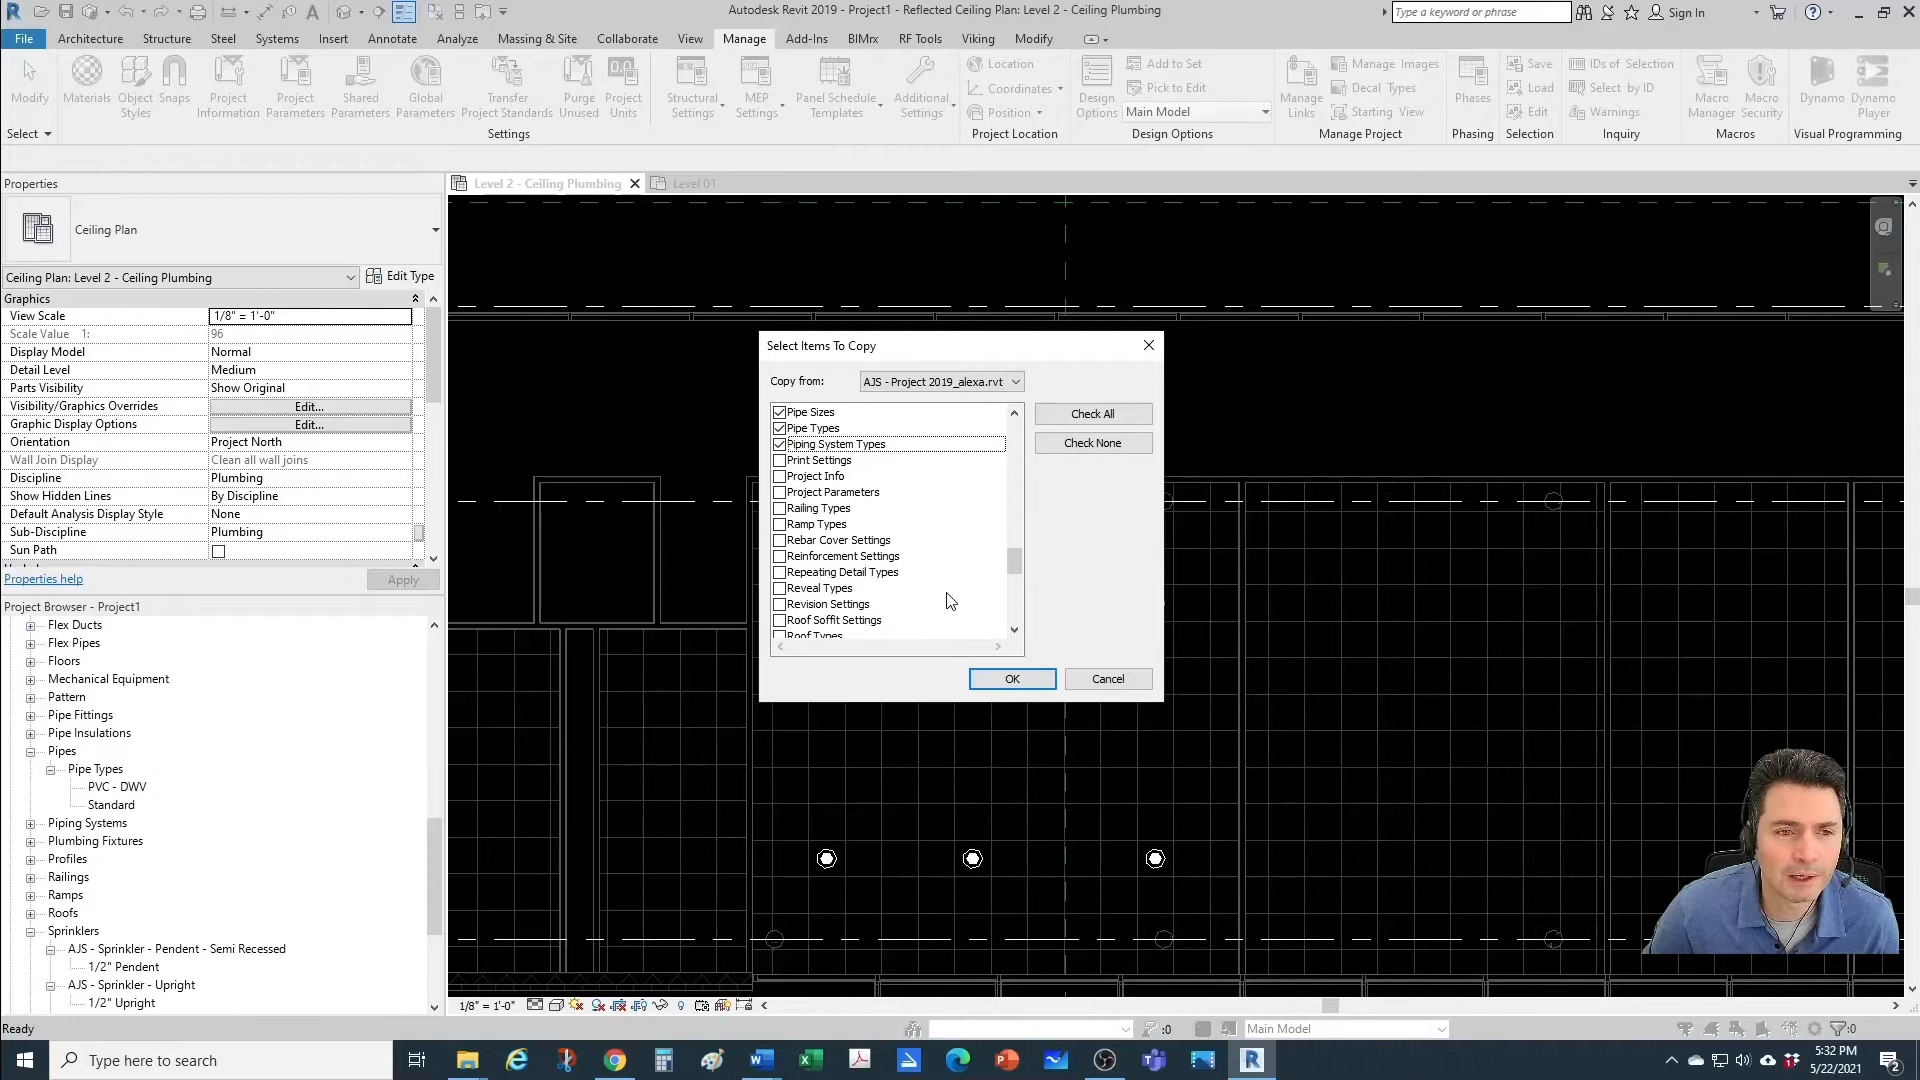 Autodesk Revit 2019 - Project1 - Reflected Ceiling Plan: Level 2 - Ceiling Plumbing
Type a keyword or phrase
Sign In
File Architecture Structure Steel Systems Insert Annotate Analyze Massing & Site Collaborate View Manage Add-Ins BIMrx RF Tools Viking Modify
Modify
Materials
Object Styles
Snaps
Project Information
Project Parameters
Shared Parameters
Global Parameters
Transfer Project Standards
Purge Unused
Project Units
Structural Settings
MEP Settings
Panel Schedule Templates
Additional Settings
Location
Coordinates
Position
Design Options
Add to Set
Pick to Edit
Main Model
Manage Links
Manage Images
Decal Types
Starting View
Phases
Save
Load
Edit
IDs of Selection
Select by ID
Warnings
Macro Manager
Macro Security
Dynamo
Dynamo Player
Select Settings Project Location Design Options Manage Project Phasing Selection Inquiry Macros Visual Programming
Properties
Ceiling Plan
Ceiling Plan: Level 2 - Ceiling Plumbing Edit Type
Graphics
View Scale 1/8" = 1'-0"
Scale Value 1: 96
Display Model Normal
Detail Level Medium
Parts Visibility Show Original
Visibility/Graphics Overrides Edit...
Graphic Display Options Edit...
Orientation Project North
Wall Join Display Clean all wall joins
Discipline Plumbing
Show Hidden Lines By Discipline
Default Analysis Display Style None
Sub-Discipline Plumbing
Sun Path
Properties help Apply
Project Browser - Project1
Flex Ducts
Flex Pipes
Floors
Mechanical Equipment
Pattern
Pipe Fittings
Pipe Insulations
Pipes
Pipe Types
PVC - DWV
Standard
Piping Systems
Plumbing Fixtures
Profiles
Railings
Ramps
Roofs
Sprinklers
AJS - Sprinkler - Pendent - Semi Recessed
1/2" Pendent
AJS - Sprinkler - Upright
1/2" Upright
Level 2 - Ceiling Plumbing Level 01
Select Items To Copy
Copy from: AJS - Project 2019_alexa.rvt
Pipe Sizes
Pipe Types
Piping System Types
Print Settings
Project Info
Project Parameters
Railing Types
Ramp Types
Rebar Cover Settings
Reinforcement Settings
Repeating Detail Types
Reveal Types
Revision Settings
Roof Soffit Settings
Roof Types
Check All
Check None
OK Cancel
1/8" = 1'-0"
Ready :0 Main Model :0
Type here to search
5:32 PM
5/22/2021
2